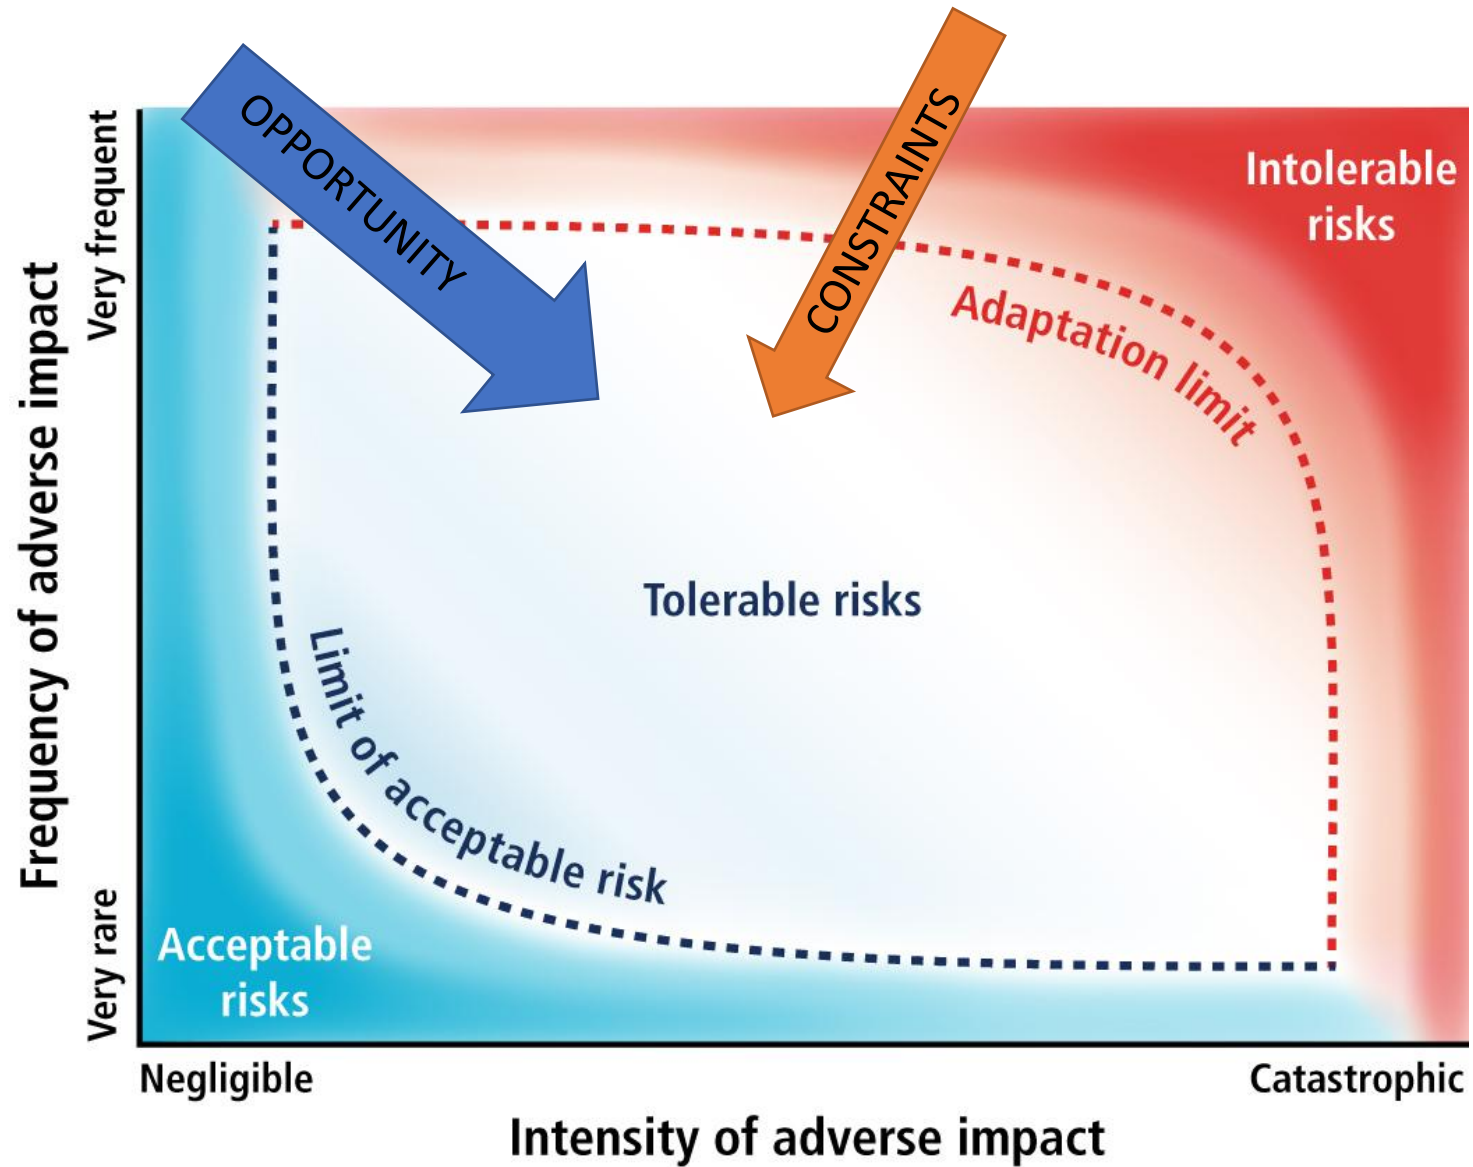 OPPORTUNITY
CONSTRAINTS
Very frequent
Intolerable
risks
Adaptation limit
Frequency of adverse impact
Tolerable risks
Limit of acceptable risk
Very rare
Acceptable
risks
Negligible
Catastrophic
Intensity of adverse impact